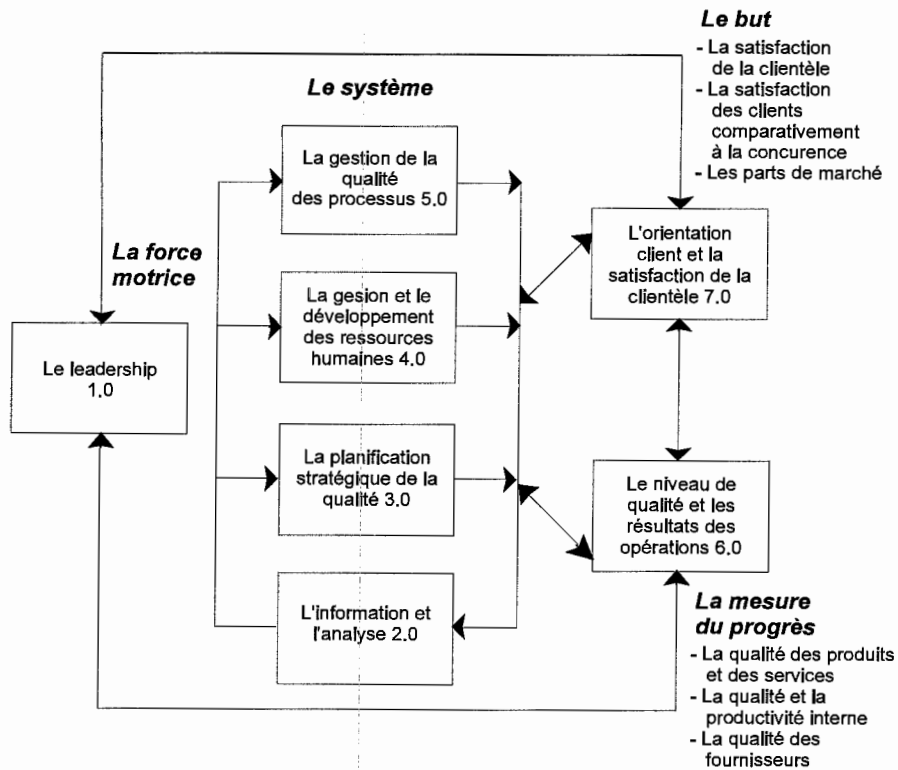 Le but
- La satisfaction
de la clientèle
- La satisfaction
des clients
comparativement
à la concurence
- Les parts de marché
Le système
La gestion de la
qualité
des processus 5.0
La force
motrice
L'orientation
client et la
satisfaction de la
clientèle 7.0
La gesion et le
développement
des ressources
humaines 4.0
Le leadership
1.0
La planification
stratégique de la
qualité 3.0
Le niveau de
qualité et les
résultats des
opérations 6.0
L'information et
l'analyse 2.0
La mesure
du progrès
- La qualité des produits
et des services
- La qualité et la
productivité interne
- La qualité des
fournisseurs